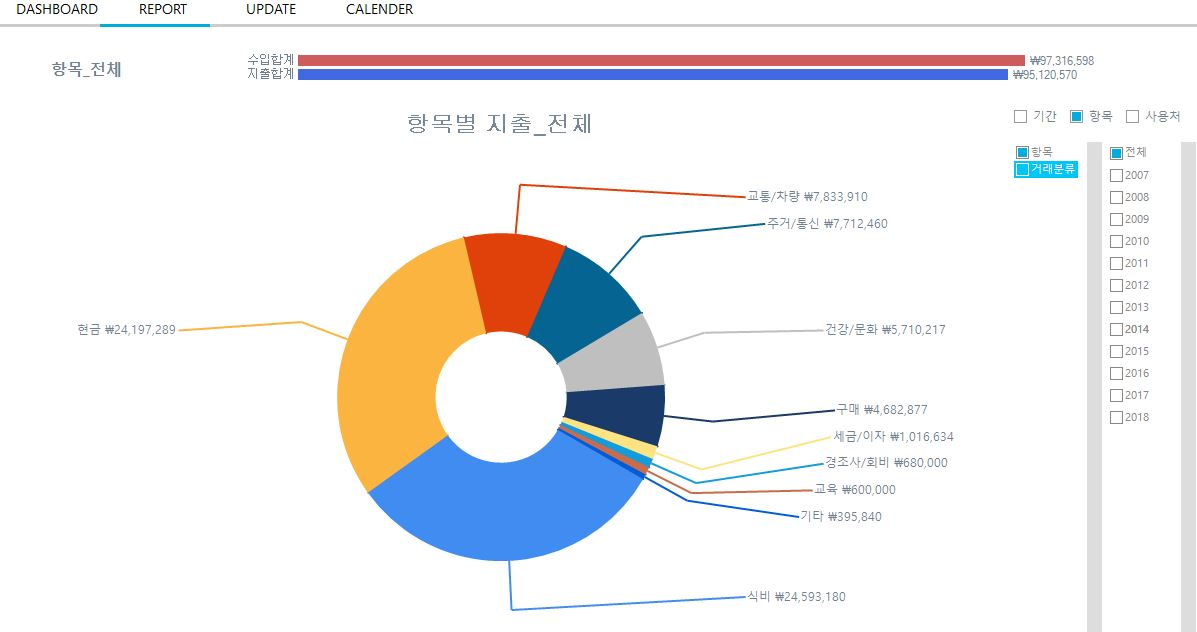 DASHBOARD REPORT UPDATE CALENDER
항목_전체
수입합계 ₩97,316,598
지출합계 ₩95,120,570
항목별 지출_전체
기간 항목 사용처
항목
거래분류
전체
2007
2008
2009
2010
2011
2012
2013
2014
2015
2016
2017
2018
교통/차량 ₩7,833,910
주거/통신 ₩7,712,460
현금 ₩24,197,289
건강/문화 ₩5,710,217
구매 ₩4,682,877
세금/이자 ₩1,016,634
경조사/회비 ₩680,000
교육 ₩600,000
기타 ₩395,840
식비 ₩24,593,180